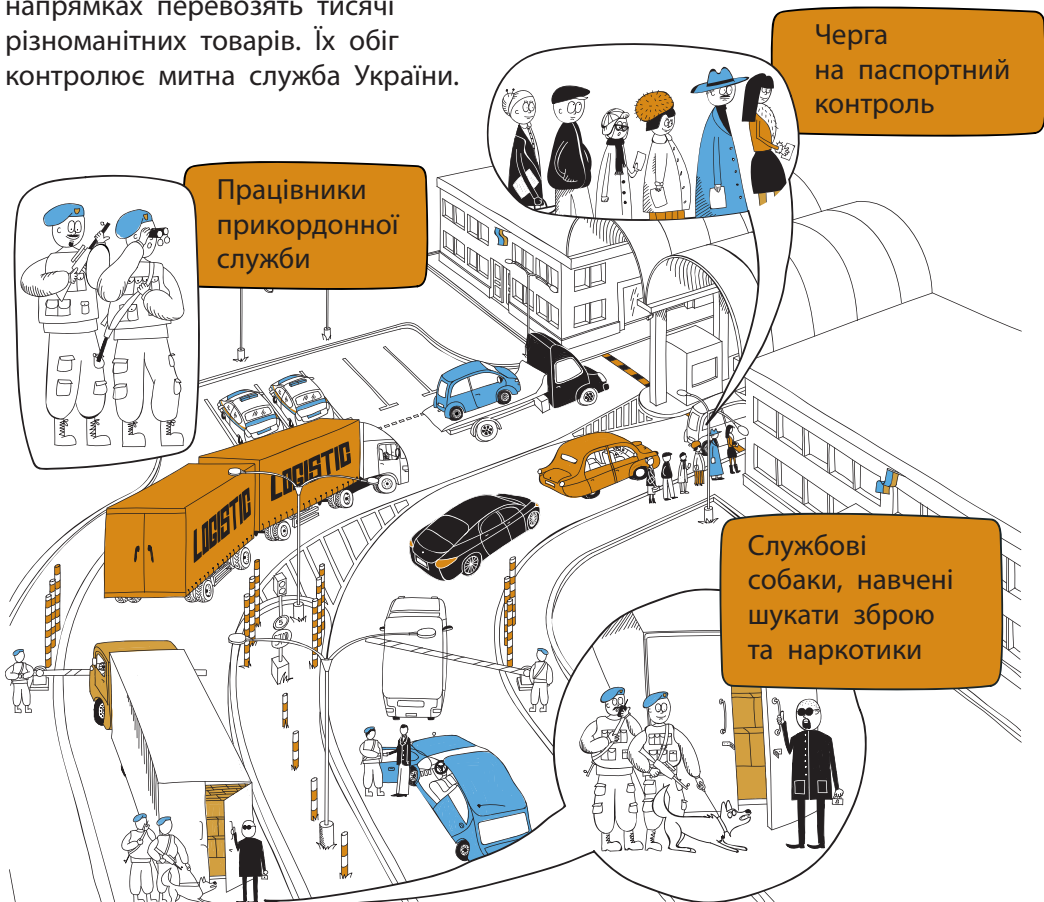 напрямках перевозять тисячі
різноманітних товарів. Їх обіг
контролює митна служба України.
Черга
на паспортний
контроль
Працівники
прикордонної
служби
LOGISTIC
LOGISTIC
Службові
собаки, навчені
шукати зброю
та наркотики